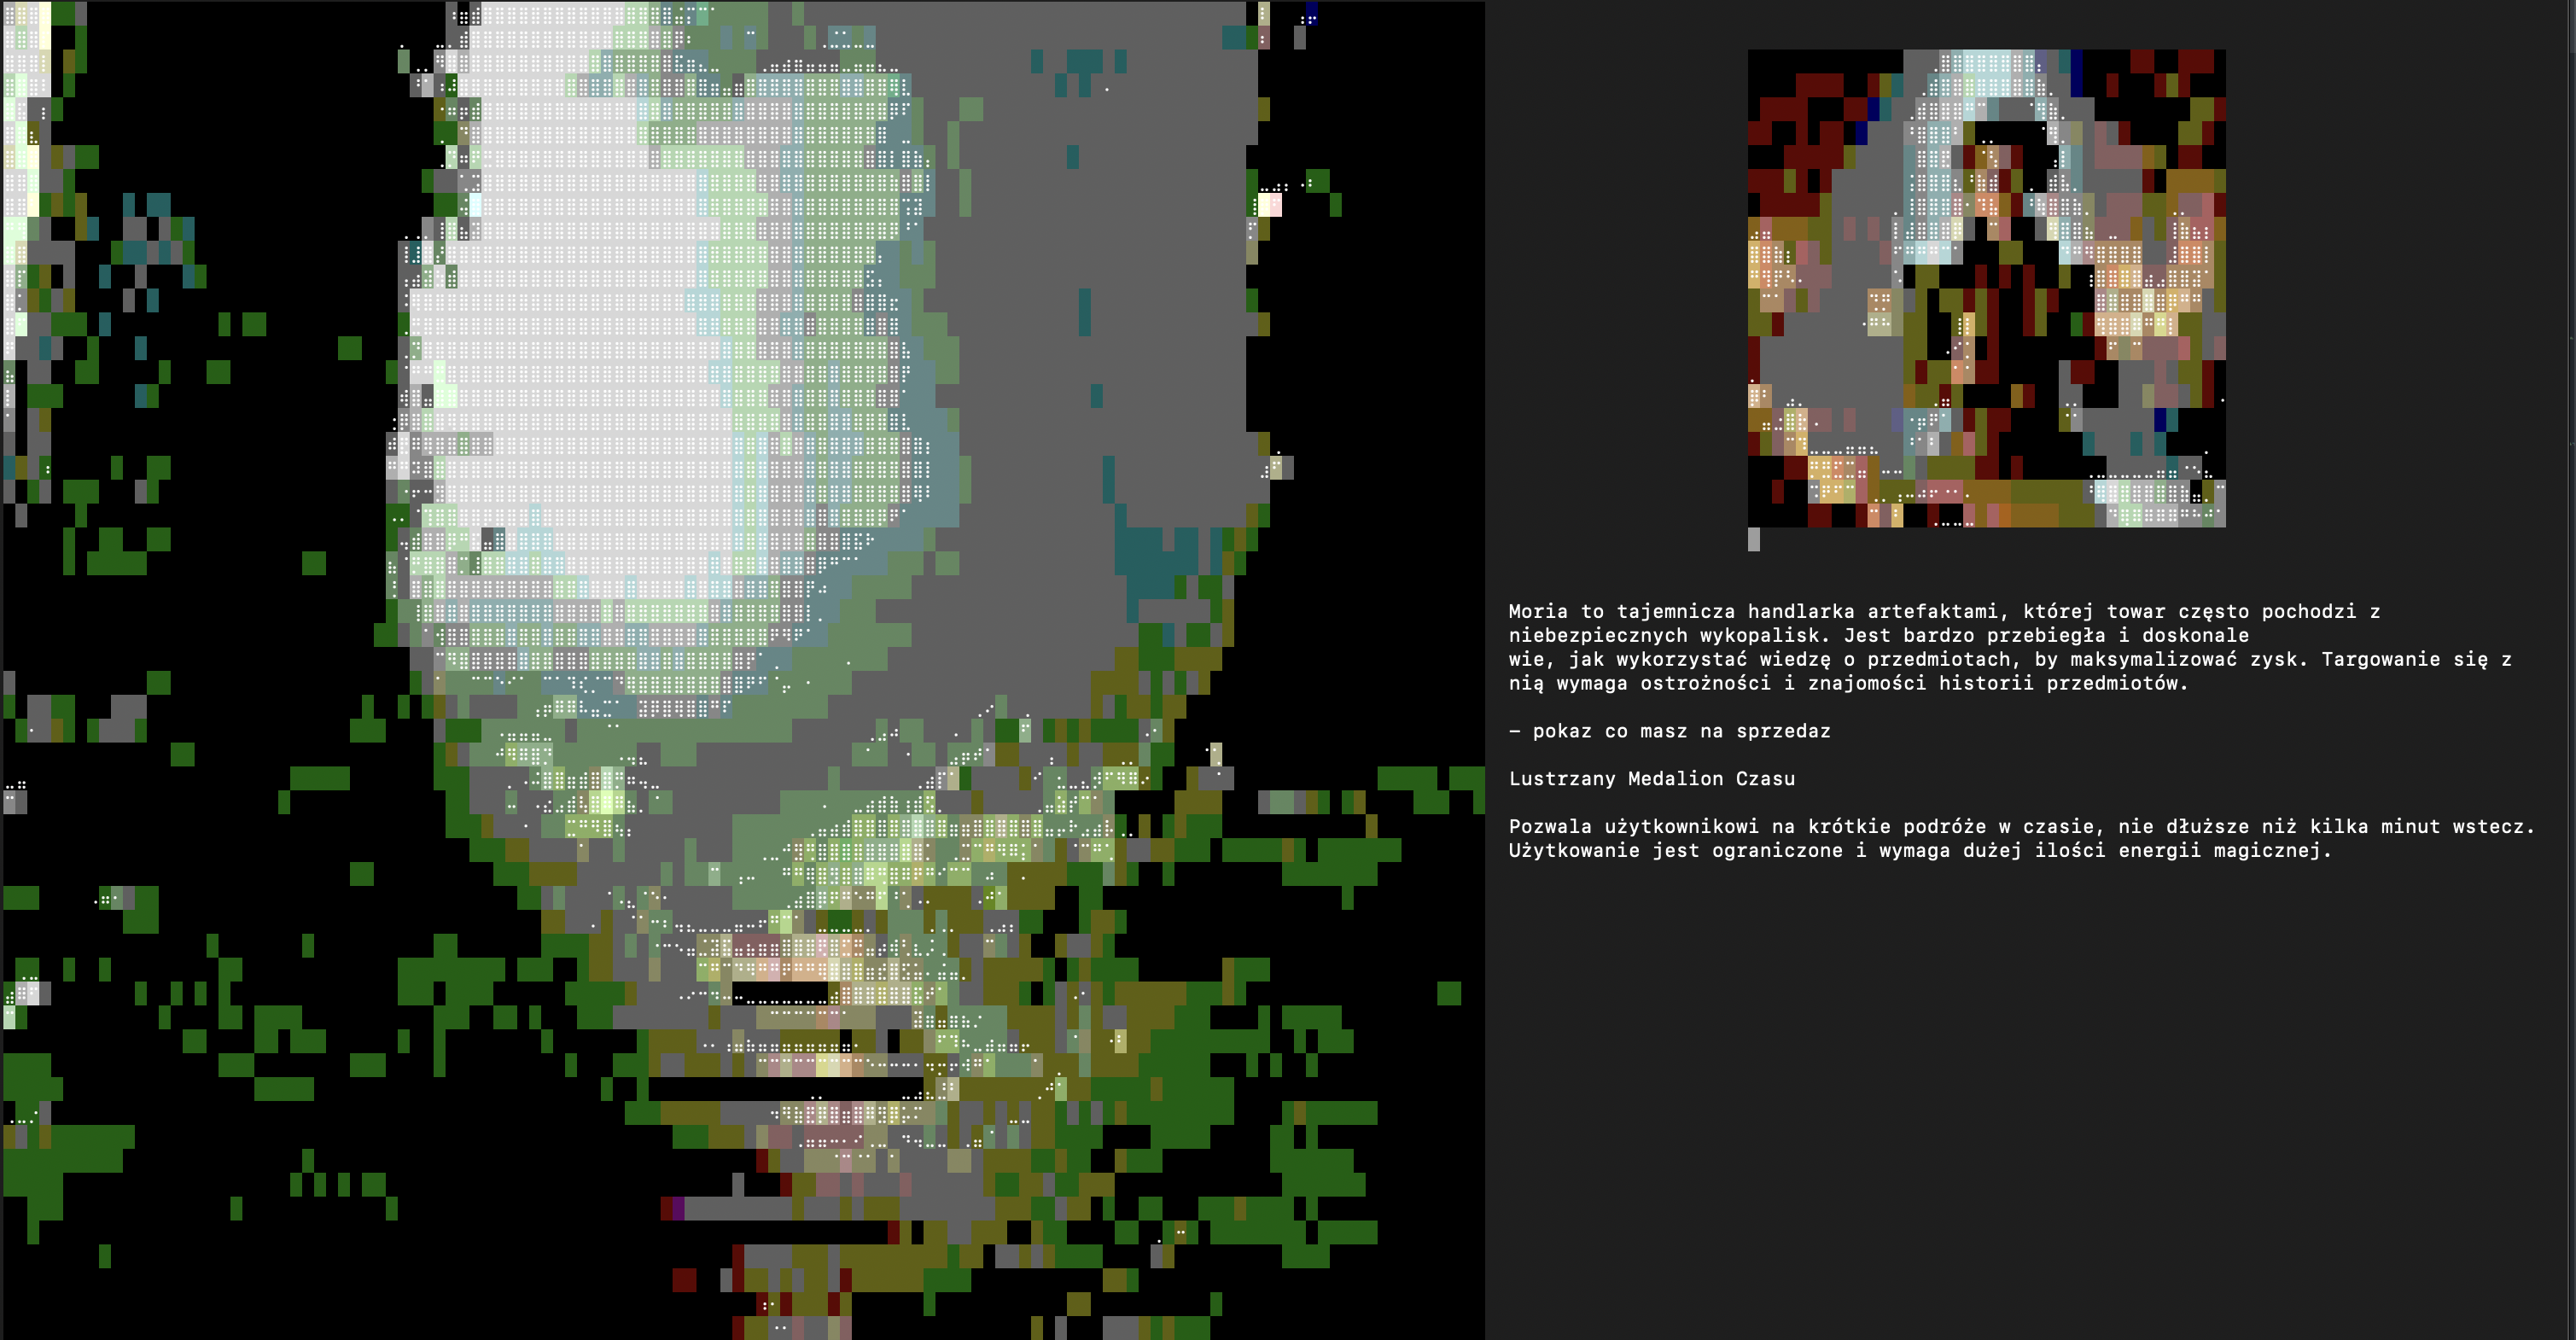 Moria to tajemnicza handlarka artefaktami, której towar często pochodzi z
niebezpiecznych wykopalisk. Jest bardzo przebiegła i doskonale
wie, jak wykorzystać wiedzę o przedmiotach, by maksymalizować zysk. Targowanie się z
nią wymaga ostrożności i znajomości historii przedmiotów.
– pokaz co masz na sprzedaz
Lustrzany Medalion Czasu
Pozwala użytkownikowi na krótkie podróże w czasie, nie dłuższe niż kilka minut wstecz.
Użytkowanie jest ograniczone i wymaga dużej ilości energii magicznej.